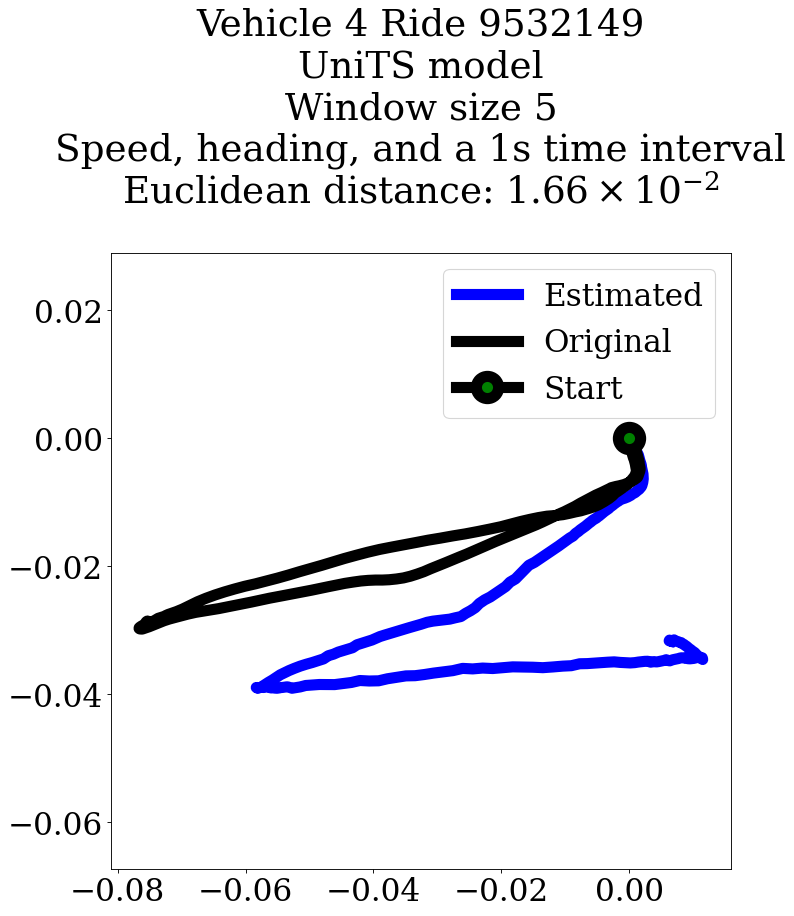 Vehicle 4 Ride 9532149
UniTS model
Window size 5
Speed, heading, and a 1s time interval
Euclidean distance: 1.66 × 10⁻²
Estimated
Original
Start
0.02
0.00
−0.02
−0.04
−0.06
−0.08 −0.06 −0.04 −0.02 0.00